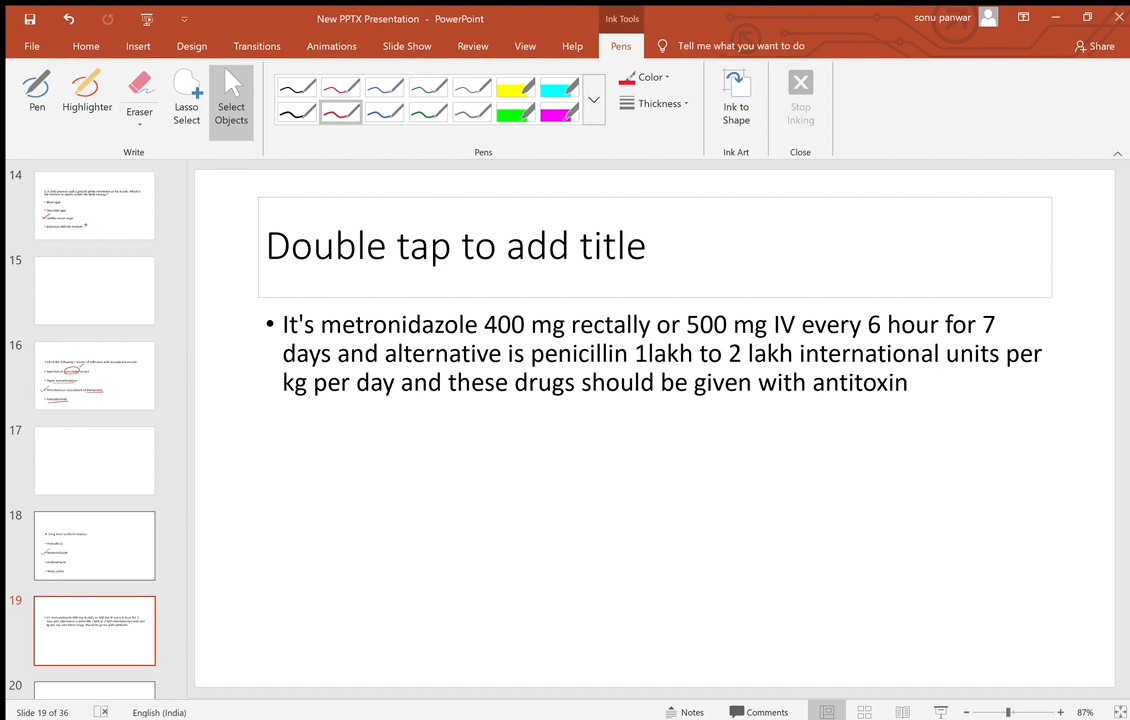 New PPTX Presentation - PowerPoint
Ink Tools
sonu panwar
File Home Insert Design Transitions Animations Slide Show Review View Help Pens Tell me what you want to do Share
Pen Highlighter Eraser Lasso Select Select Objects
Color
Thickness
Ink to Shape
Stop Inking
Write Pens Ink Art Close
14
15
16
17
18
19
20
Double tap to add title
• It's metronidazole 400 mg rectally or 500 mg IV every 6 hour for 7
days and alternative is penicillin 1lakh to 2 lakh international units per
kg per day and these drugs should be given with antitoxin
Slide 19 of 36 English (India) Notes Comments 87%